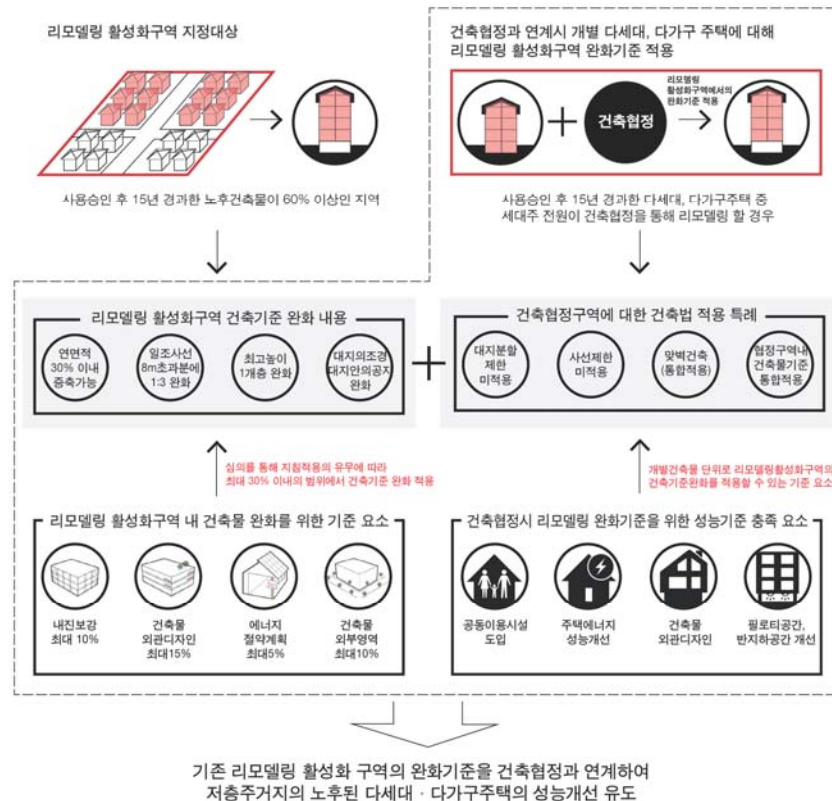 리모델링 활성화구역 지정대상
사용승인 후 15년 경과한 노후건축물이 60% 이상인 지역
건축협정과 연계시 개별 다세대, 다가구 주택에 대해
리모델링 활성화구역 완화기준 적용
건축협정
리모델링
활성화구역에서의
완화기준 적용
사용승인 후 15년 경과한 다세대, 다가구주택 중
세대주 전원이 건축협정을 통해 리모델링 할 경우
리모델링 활성화구역 건축기준 완화 내용
연면적
30% 이내
증축가능
일조사선
8m초과분에
1:3 완화
최고높이
1개층 완화
대지의조경
대지안의공지
완화
건축협정구역에 대한 건축법 적용 특례
대지분할
제한
미적용
사선제한
미적용
맞벽건축
(통합적용)
협정구역내
건축물기준
통합적용
심의를 통해 지침적용의 유무에 따라
최대 30% 이내의 범위에서 건축기준 완화 적용
개별건축물 단위로 리모델링활성화구역의
건축기준완화를 적용할 수 있는 기준 요소
리모델링 활성화구역 내 건축물 완화를 위한 기준 요소
내진보강
최대 10%
건축물
외관디자인
최대15%
에너지
절약계획
최대5%
건축물
외부영역
최대10%
건축협정시 리모델링 완화기준을 위한 성능기준 충족 요소
공동이용시설
도입
주택에너지
성능개선
건축물
외관디자인
필로티공간,
반지하공간 개선
기존 리모델링 활성화 구역의 완화기준을 건축협정과 연계하여
저층주거지의 노후된 다세대 · 다가구주택의 성능개선 유도